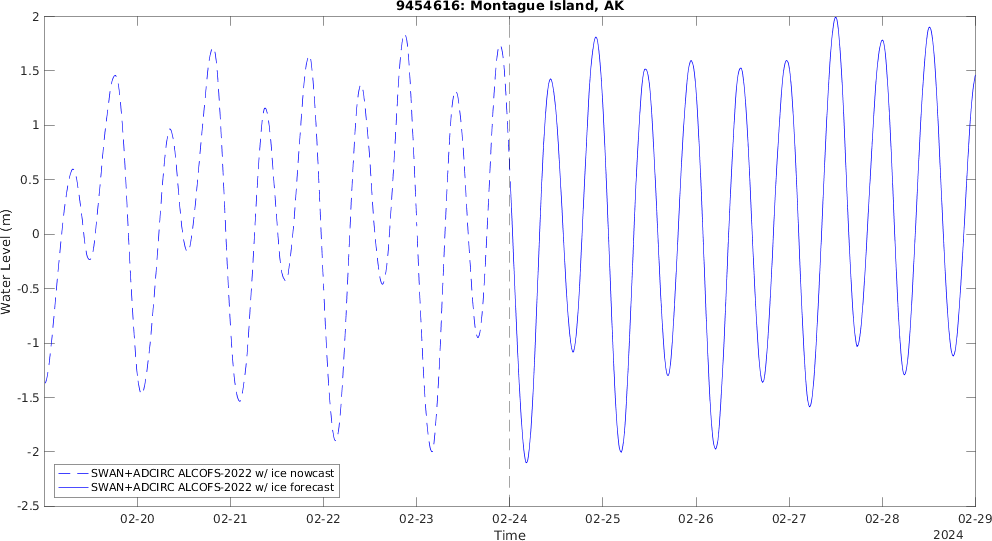 9454616: Montague Island, AK
2
1.5
1
0.5
0
-0.5
-1
-1.5
-2
-2.5
Water Level (m)
SWAN+ADCIRC ALCOFS-2022 w/ ice nowcast
SWAN+ADCIRC ALCOFS-2022 w/ ice forecast
02-20 02-21 02-22 02-23 02-24 02-25 02-26 02-27 02-28 02-29
Time
2024